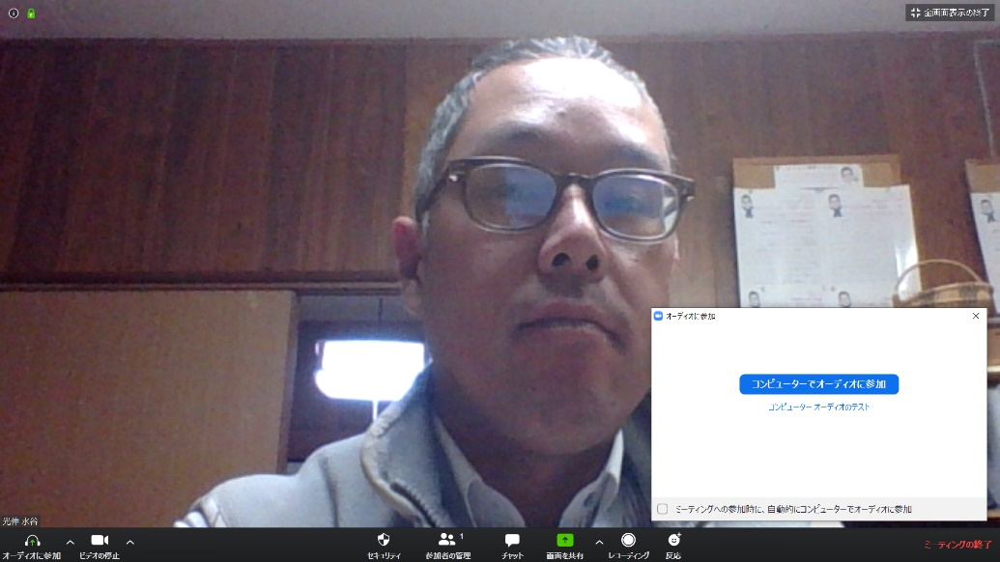 全画面表示の終了
オーディオに参加
コンピューターでオーディオに参加
コンピューター オーディオのテスト
ミーティングへの参加時に、自動的にコンピューターでオーディオに参加
光伸 水谷
オーディオに参加
ビデオの停止
セキュリティ
参加者の管理
1
チャット
画面を共有
レコーディング
反応
ミーティングの終了